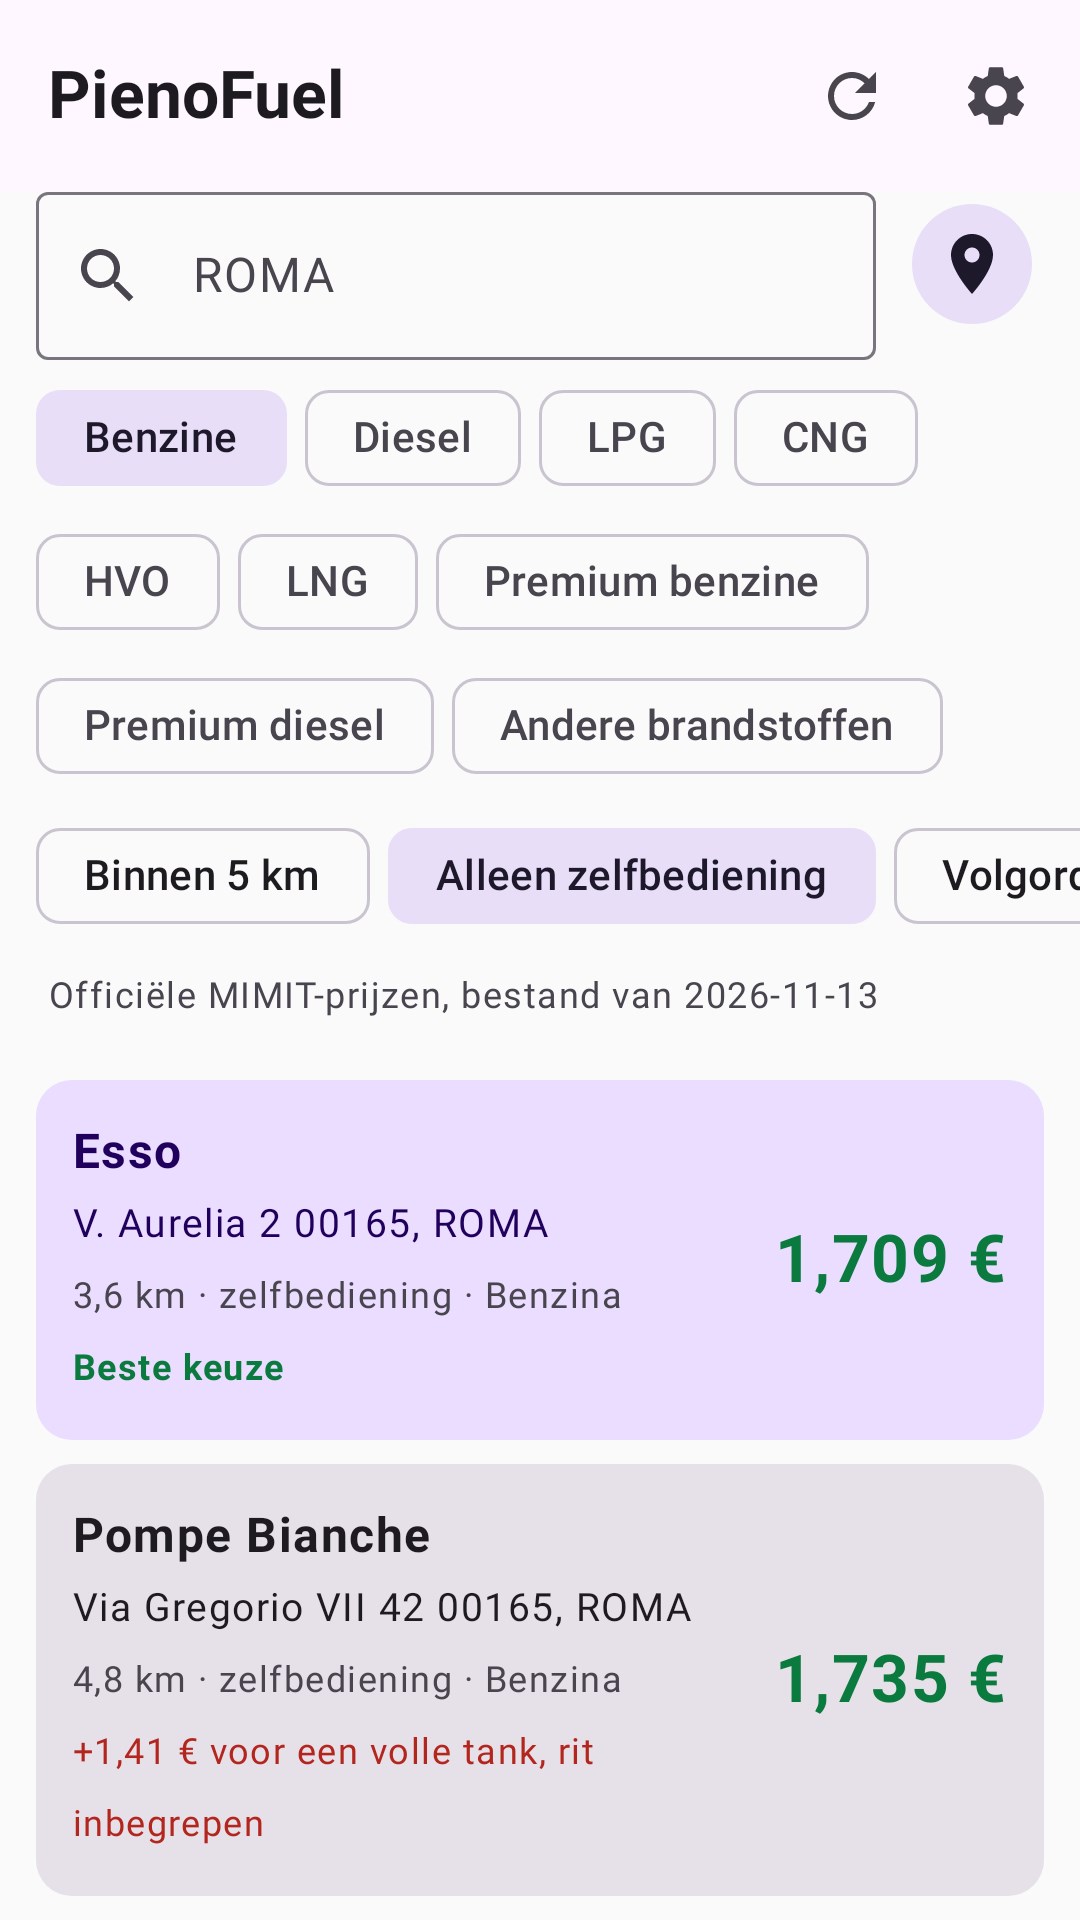 PienoFuel
ROMA
Benzine
Diesel
LPG
CNG
HVO
LNG
Premium benzine
Premium diesel
Andere brandstoffen
Binnen 5 km
Alleen zelfbediening
Officiële MIMIT-prijzen, bestand van 2026-11-13
Esso
V. Aurelia 2 00165, ROMA
3,6 km · zelfbediening · Benzina
Beste keuze
1,709 €
Pompe Bianche
Via Gregorio VII 42 00165, ROMA
4,8 km · zelfbediening · Benzina
+1,41 € voor een volle tank, rit
inbegrepen
1,735 €